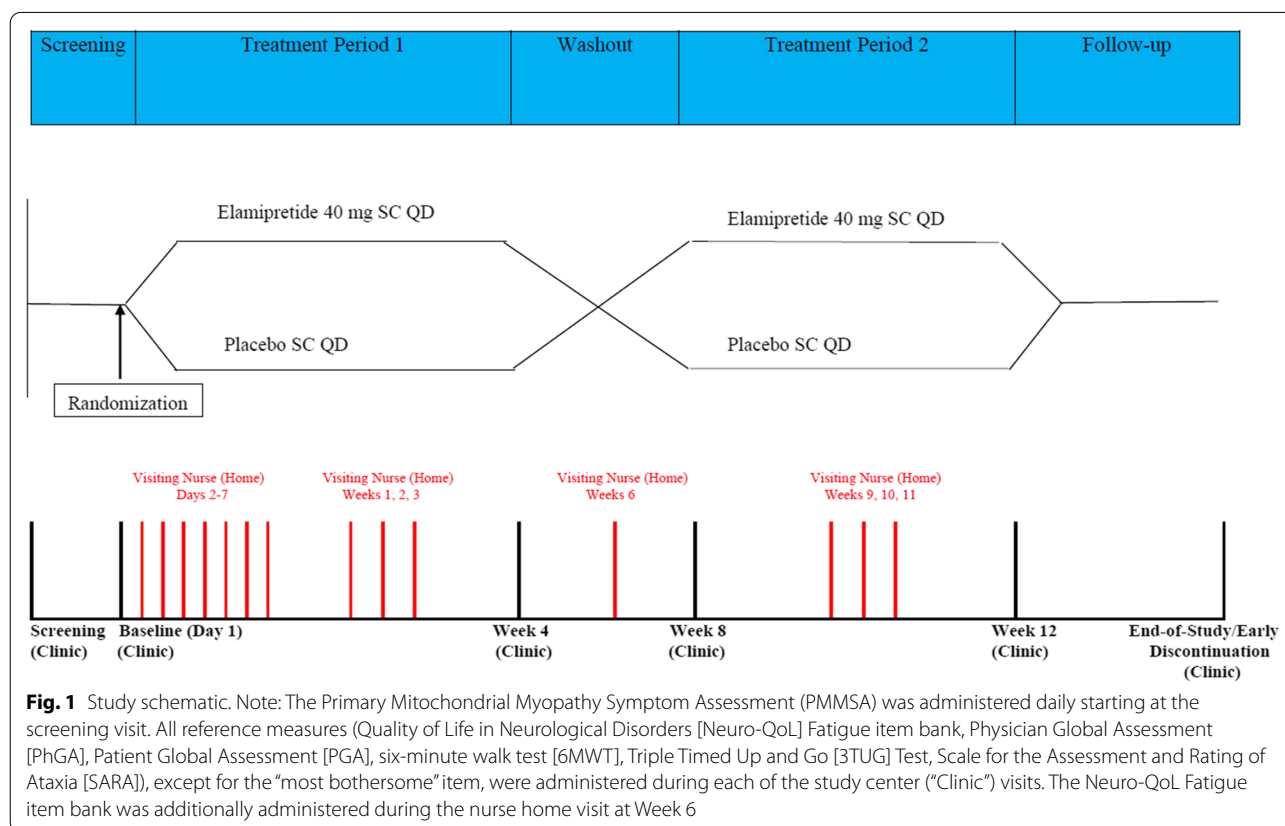 Screening Treatment Period 1 Washout Treatment Period 2 Follow-up
Elamipretide 40 mg SC QD Elamipretide 40 mg SC QD
Placebo SC QD Placebo SC QD
Randomization
Visiting Nurse (Home) Visiting Nurse (Home) Visiting Nurse (Home) Visiting Nurse (Home)
Days 2-7 Weeks 1, 2, 3 Weeks 6 Weeks 9, 10, 11
Screening Baseline (Day 1) Week 4 Week 8 Week 12 End-of-Study/Early
(Clinic) (Clinic) (Clinic) (Clinic) (Clinic) Discontinuation
(Clinic)
Fig. 1 Study schematic. Note: The Primary Mitochondrial Myopathy Symptom Assessment (PMMSA) was administered daily starting at the
screening visit. All reference measures (Quality of Life in Neurological Disorders [Neuro-QoL] Fatigue item bank, Physician Global Assessment
[PhGA], Patient Global Assessment [PGA], six-minute walk test [6MWT], Triple Timed Up and Go [3TUG] Test, Scale for the Assessment and Rating of
Ataxia [SARA]), except for the “most bothersome” item, were administered during each of the study center (“Clinic”) visits. The Neuro-QoL Fatigue
item bank was additionally administered during the nurse home visit at Week 6